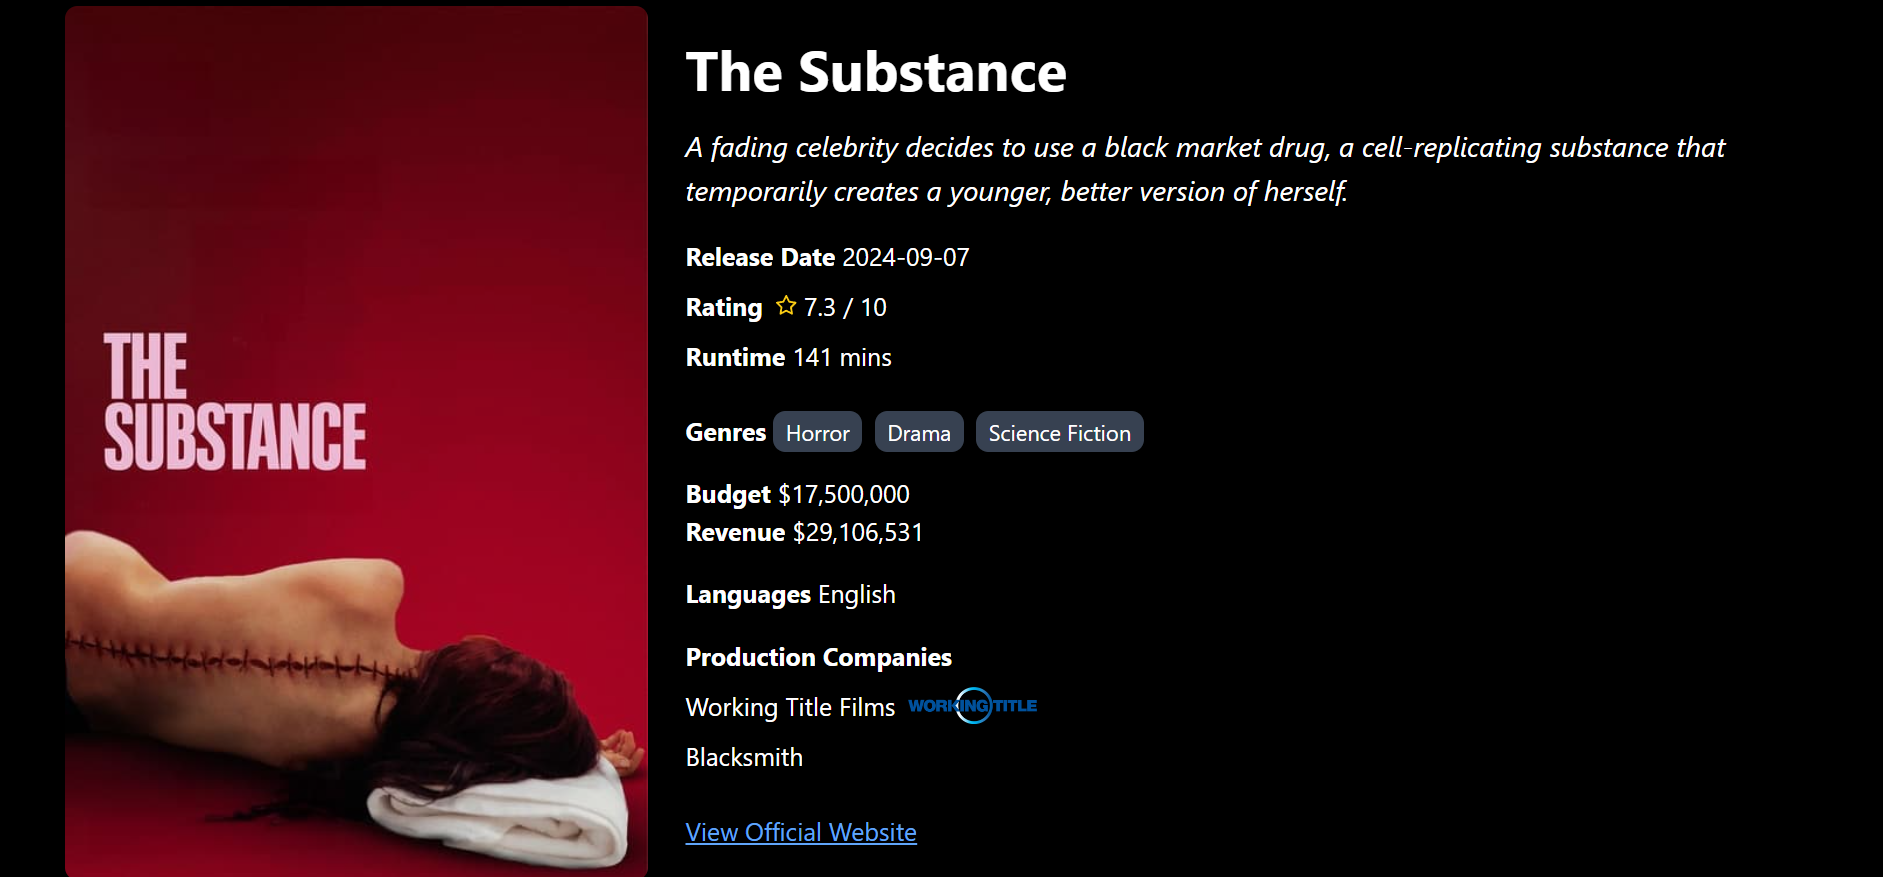 THE
SUBSTANCE
The Substance
A fading celebrity decides to use a black market drug, a cell-replicating substance that
temporarily creates a younger, better version of herself.
Release Date 2024-09-07
Rating ☆ 7.3 / 10
Runtime 141 mins
Genres Horror Drama Science Fiction
Budget $17,500,000
Revenue $29,106,531
Languages English
Production Companies
Working Title Films WORKING TITLE
Blacksmith
View Official Website